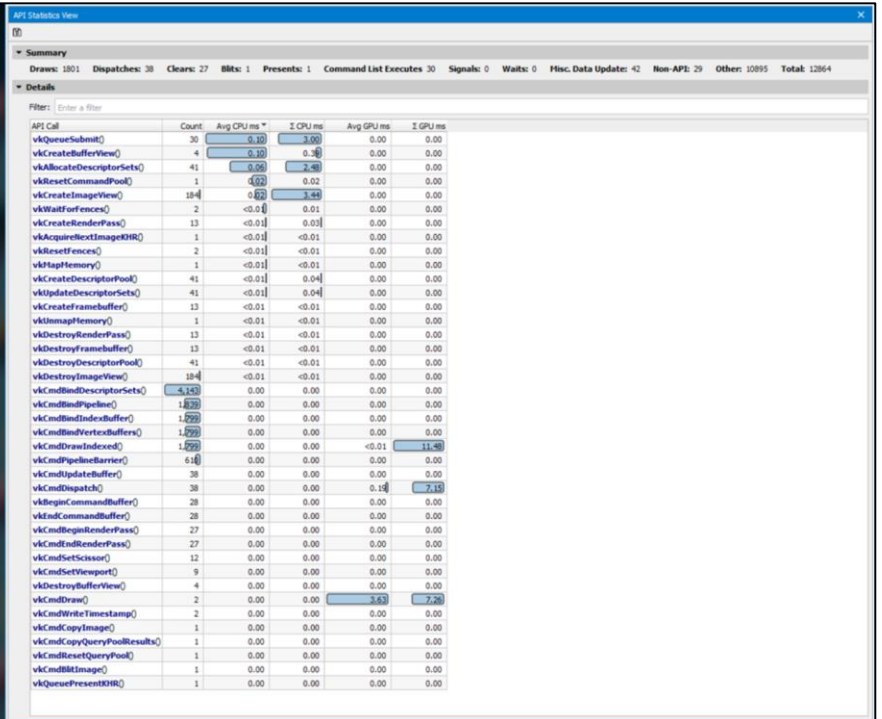 API Statistics View
Summary
Draws: 1801 Dispatches: 38 Clears: 27 Blits: 1 Presents: 1 Command List Executes 30 Signals: 0 Waits: 0 Misc. Data Update: 42 Non-API: 29 Other: 10895 Total: 12864
Details
Filter: Enter a filter
API Call Count Avg CPU ms Σ CPU ms Avg GPU ms Σ GPU ms
vkQueueSubmit() 30 0.10 3.00 0.00 0.00
vkCreateBufferView() 4 0.10 0.39 0.00 0.00
vkAllocateDescriptorSets() 41 0.06 2.48 0.00 0.00
vkResetCommandPool() 1 0.02 0.02 0.00 0.00
vkCreateImageView() 184 0.02 3.44 0.00 0.00
vkWaitForFences() 2 <0.01 0.01 0.00 0.00
vkCreateRenderPass() 13 <0.01 0.03 0.00 0.00
vkAcquireNextImageKHR() 1 <0.01 <0.01 0.00 0.00
vkResetFences() 2 <0.01 <0.01 0.00 0.00
vkMapMemory() 1 <0.01 <0.01 0.00 0.00
vkCreateDescriptorPool() 41 <0.01 0.04 0.00 0.00
vkUpdateDescriptorSets() 41 <0.01 0.04 0.00 0.00
vkCreateFramebuffer() 13 <0.01 <0.01 0.00 0.00
vkUnmapMemory() 1 <0.01 <0.01 0.00 0.00
vkDestroyRenderPass() 13 <0.01 <0.01 0.00 0.00
vkDestroyFramebuffer() 13 <0.01 <0.01 0.00 0.00
vkDestroyDescriptorPool() 41 <0.01 <0.01 0.00 0.00
vkDestroyImageView() 184 <0.01 <0.01 0.00 0.00
vkCmdBindDescriptorSets() 4,143 0.00 0.00 0.00 0.00
vkCmdBindPipeline() 1,839 0.00 0.00 0.00 0.00
vkCmdBindIndexBuffer() 1,799 0.00 0.00 0.00 0.00
vkCmdBindVertexBuffers() 1,799 0.00 0.00 0.00 0.00
vkCmdDrawIndexed() 1,799 0.00 0.00 <0.01 11.48
vkCmdPipelineBarrier() 0.00 0.00 0.00 0.00
vkCmdUpdateBuffer() 38 0.00 0.00 0.00 0.00
vkCmdDispatch() 38 0.00 0.00 0.19 7.15
vkBeginCommandBuffer() 28 0.00 0.00 0.00 0.00
vkEndCommandBuffer() 28 0.00 0.00 0.00 0.00
vkCmdBeginRenderPass() 27 0.00 0.00 0.00 0.00
vkCmdEndRenderPass() 27 0.00 0.00 0.00 0.00
vkCmdSetScissor() 12 0.00 0.00 0.00 0.00
vkCmdSetViewport() 9 0.00 0.00 0.00 0.00
vkDestroyBufferView() 4 0.00 0.00 0.00 0.00
vkCmdDraw() 2 0.00 0.00 3.63 7.26
vkCmdWriteTimestamp() 2 0.00 0.00 0.00 0.00
vkCmdCopyImage() 1 0.00 0.00 0.00 0.00
vkCmdCopyQueryPoolResults() 1 0.00 0.00 0.00 0.00
vkCmdResetQueryPool() 1 0.00 0.00 0.00 0.00
vkCmdBlitImage() 1 0.00 0.00 0.00 0.00
vkQueuePresentKHR() 1 0.00 0.00 0.00 0.00